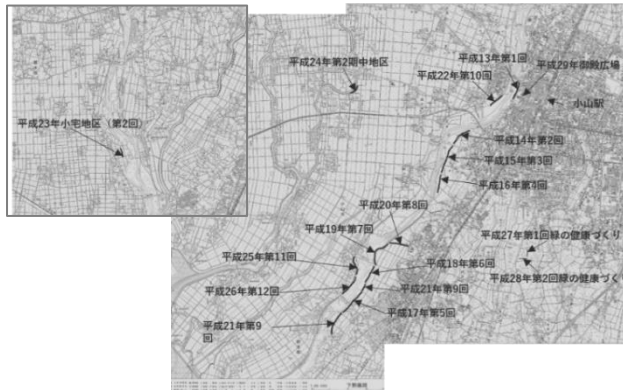 平成23年小宅地区（第2回）
平成24年第2期中地区
平成13年第1回
平成22年第10回
平成29年御殿広場
小山駅
平成14年第2回
平成15年第3回
平成16年第4回
平成20年第8回
平成19年第7回
平成27年第1回緑の健康づくり
平成25年第11回
平成18年第6回
平成28年第2回緑の健康づくり
平成26年第12回
平成21年第9回
平成17年第5回
平成21年第9
回